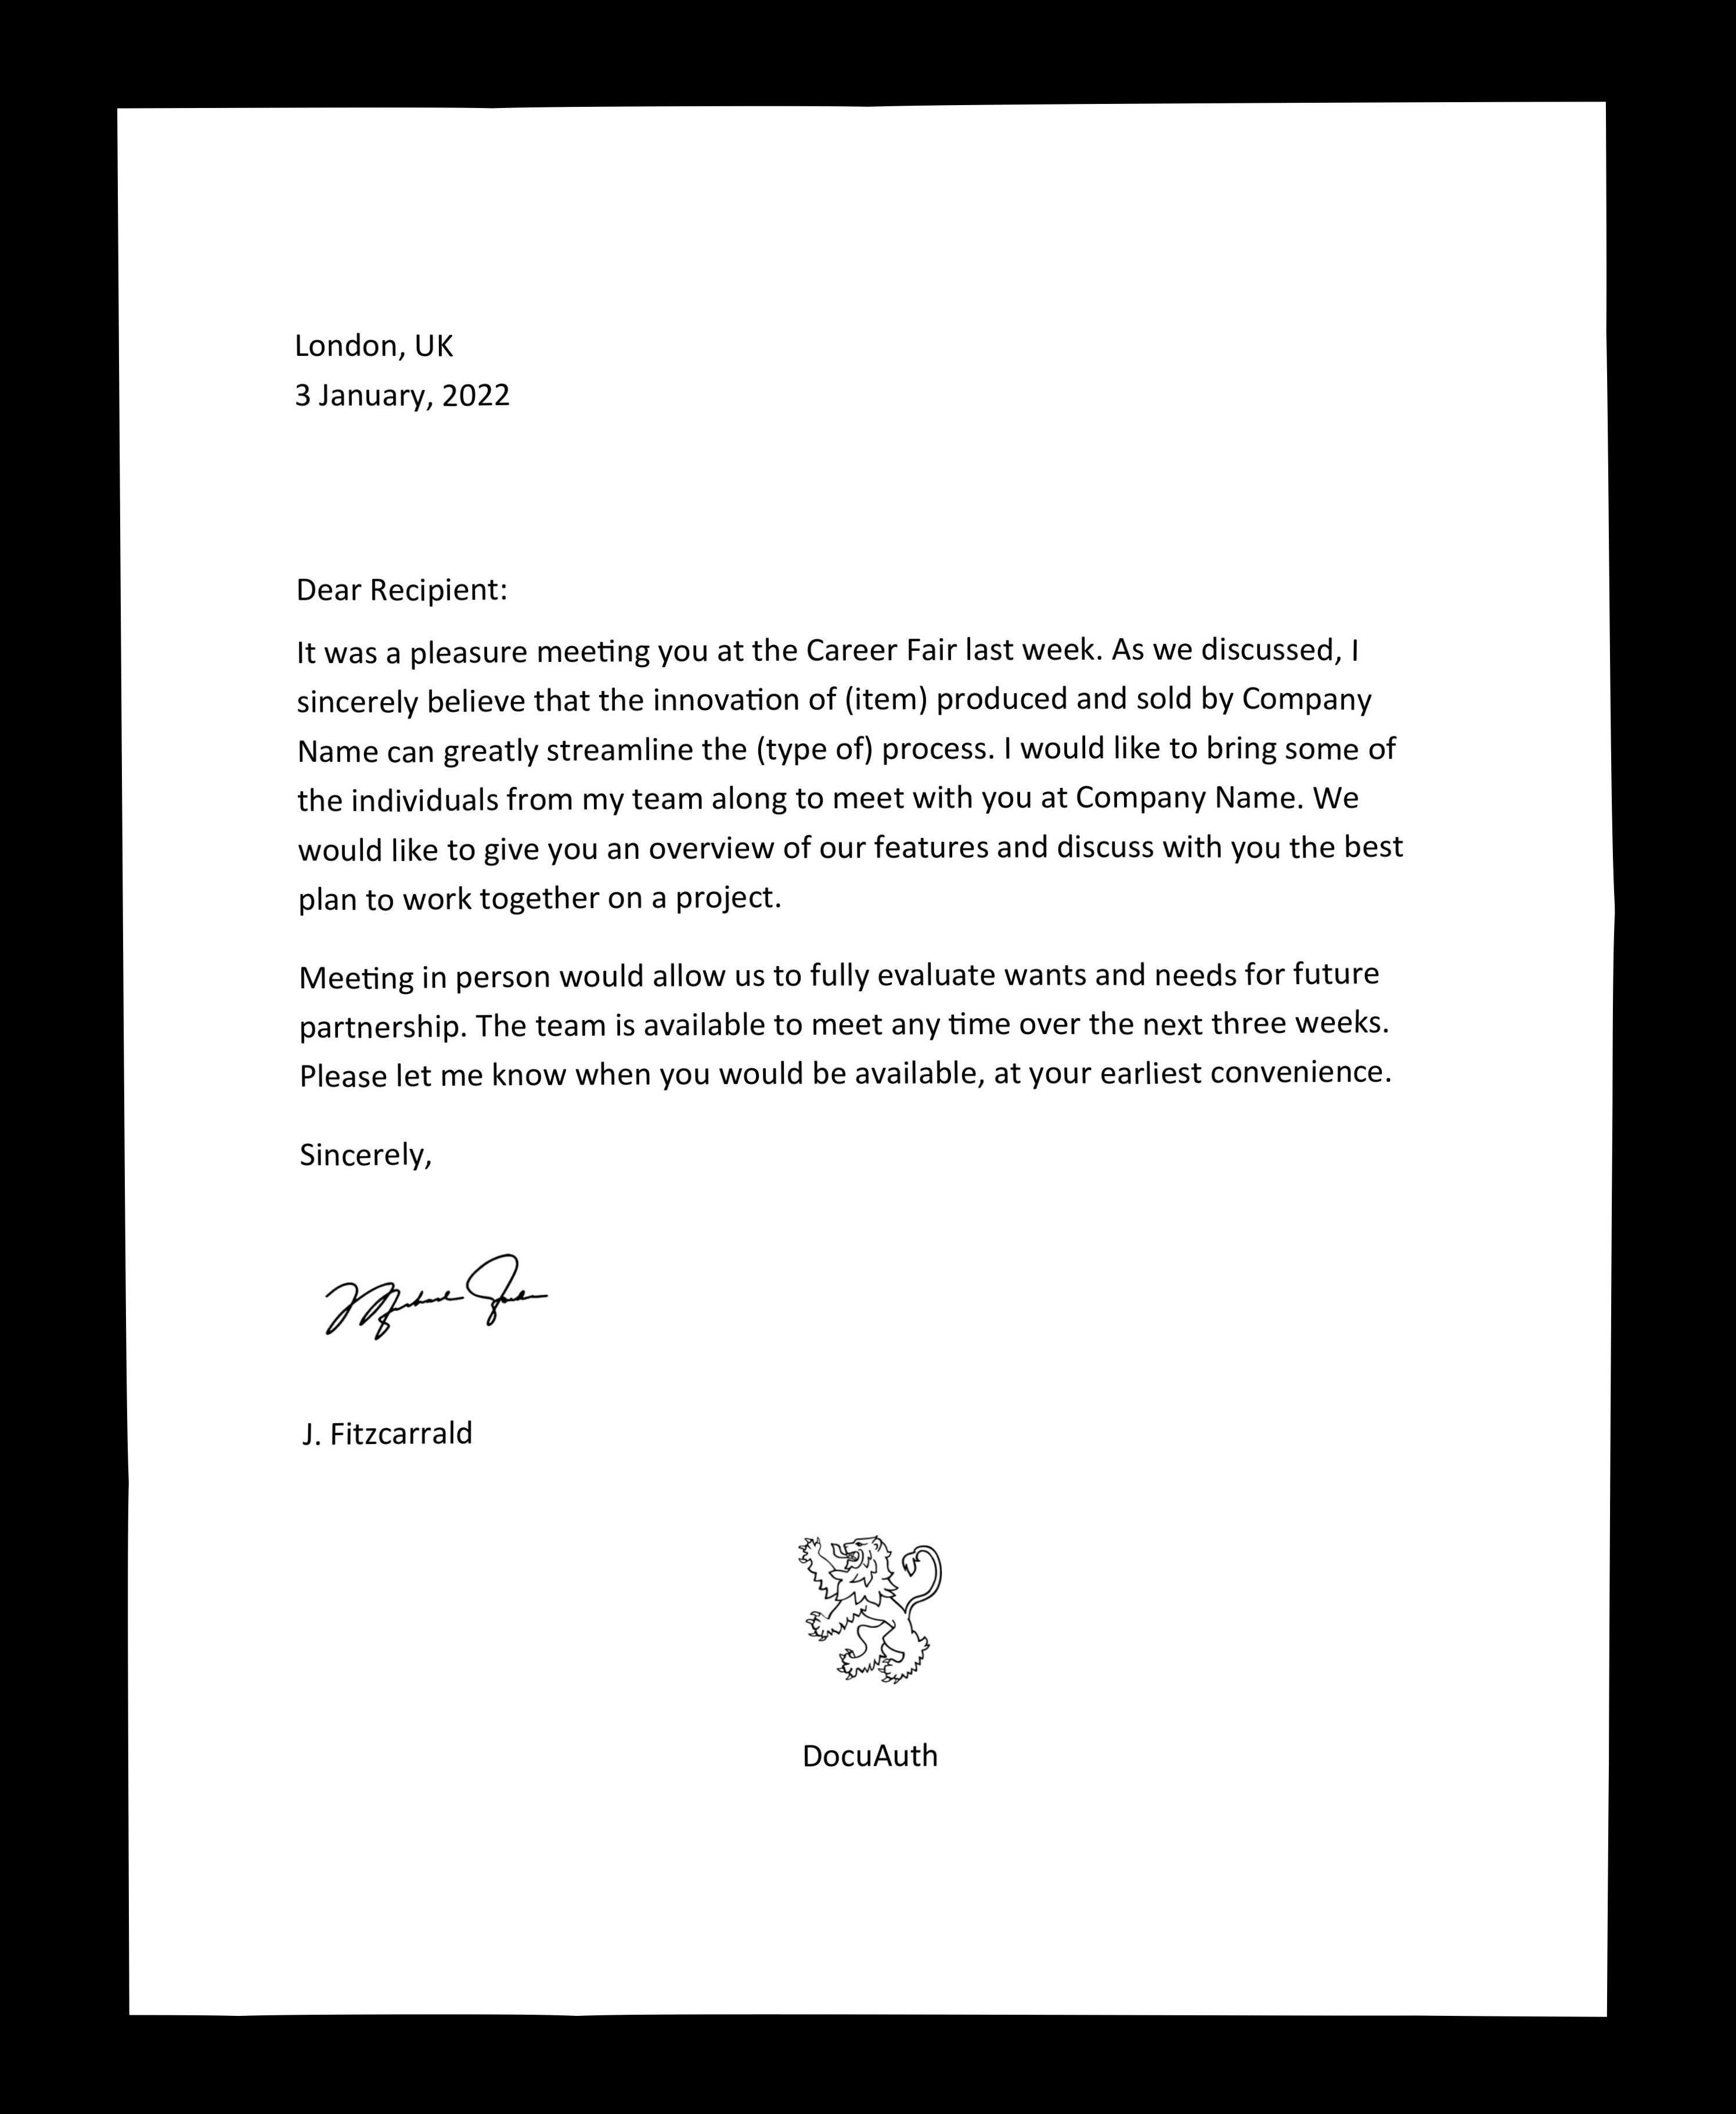 London, UK
3 January, 2022
Dear Recipient:
It was a pleasure meeting you at the Career Fair last week. As we discussed, I
sincerely believe that the innovation of (item) produced and sold by Company
Name can greatly streamline the (type of) process. I would like to bring some of
the individuals from my team along to meet with you at Company Name. We
would like to give you an overview of our features and discuss with you the best
plan to work together on a project.
Meeting in person would allow us to fully evaluate wants and needs for future
partnership. The team is available to meet any time over the next three weeks.
Please let me know when you would be available, at your earliest convenience.
Sincerely,
J. Fitzcarrald
DocuAuth